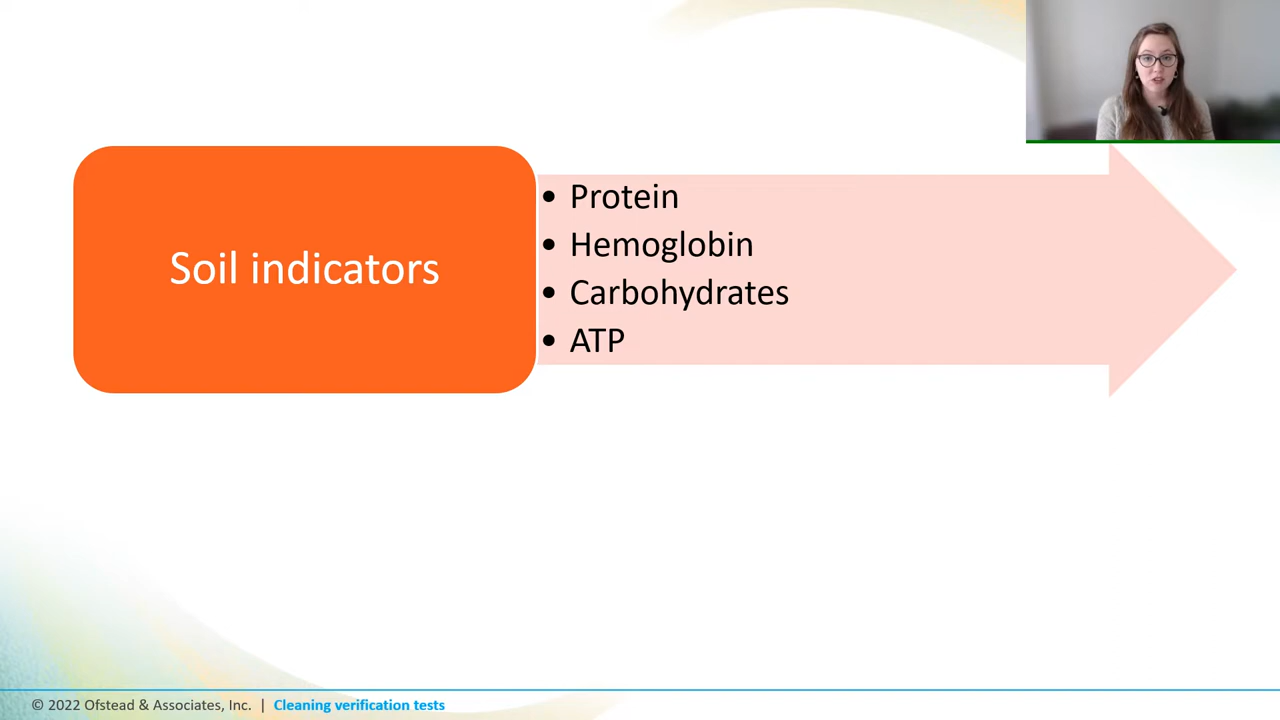 Soil indicators
• Protein
• Hemoglobin
• Carbohydrates
• ATP
© 2022 Ofstead & Associates, Inc. | Cleaning verification tests